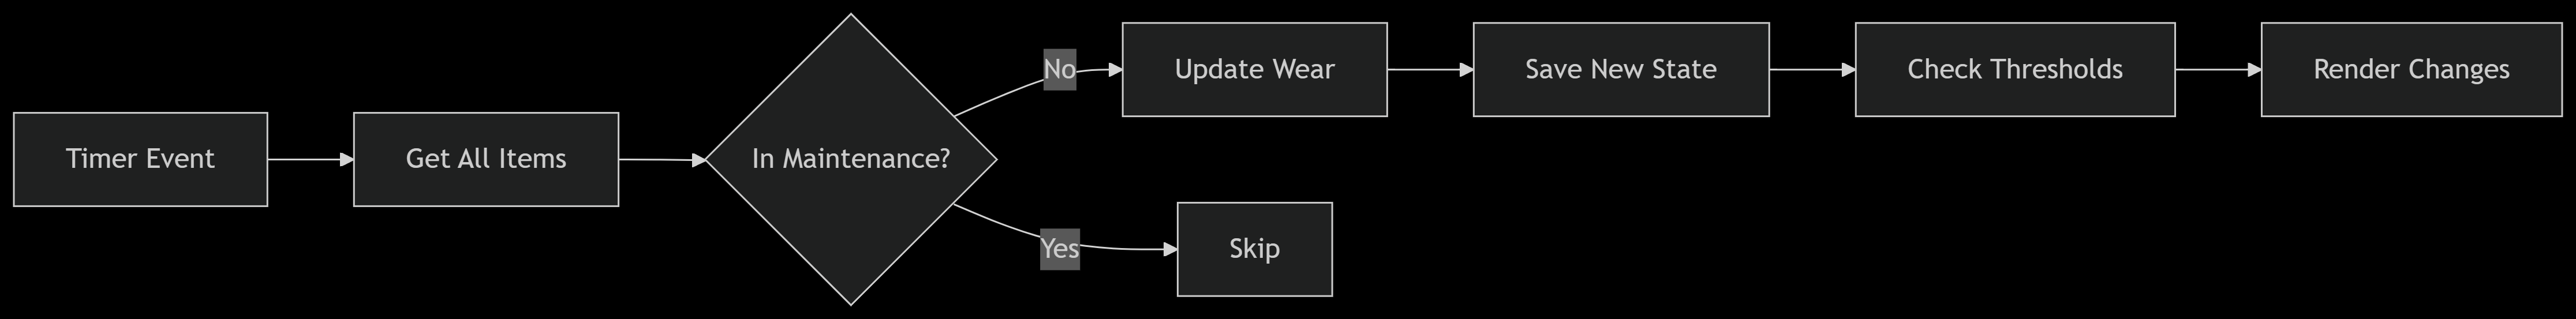 Timer Event
Get All Items
In Maintenance?
No
Update Wear
Save New State
Check Thresholds
Render Changes
Yes
Skip